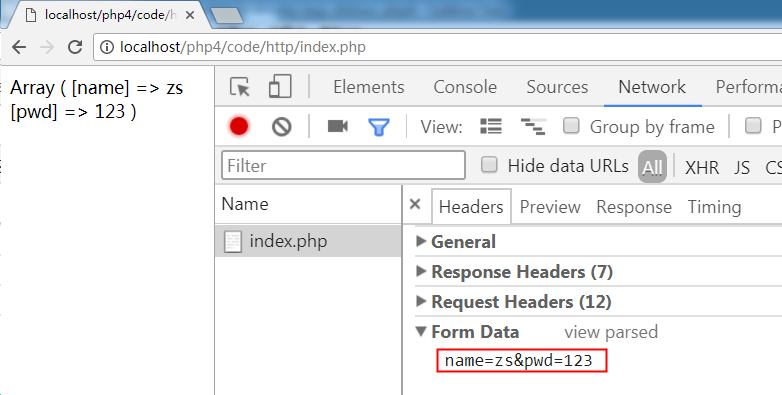 localhost/php4/code/h
localhost/php4/code/http/index.php
Array ( [name] => zs
[pwd] => 123 )
Elements Console Sources Network Performa
View: Group by frame P
Filter Hide data URLs All XHR JS CS
Name
Headers Preview Response Timing
index.php
General
Response Headers (7)
Request Headers (12)
Form Data view parsed
name=zs&pwd=123